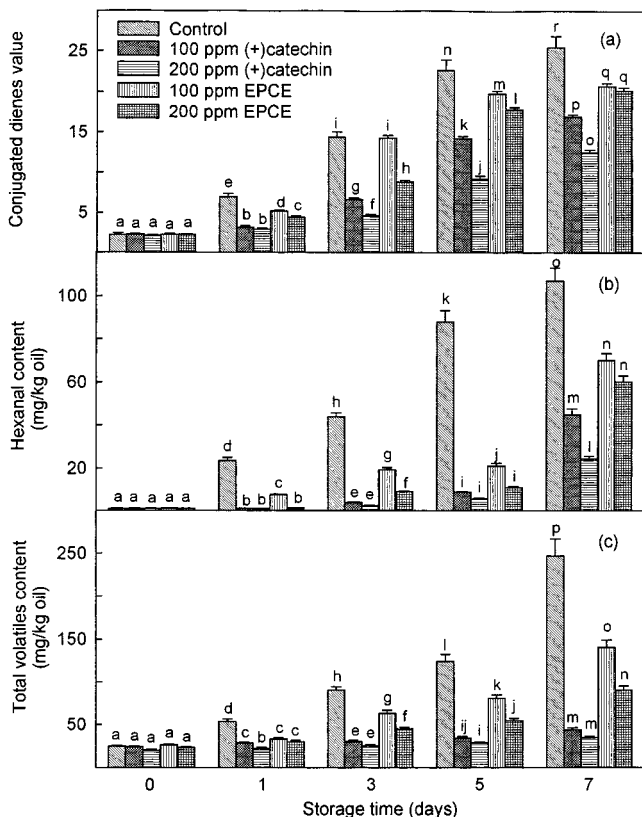 Conjugated dienes value
25
15
5
Control
100 ppm (+)catechin
200 ppm (+)catechin
100 ppm EPCE
200 ppm EPCE
(a)
a a a a a
e b b d c
i g f i h
n k j m l
r p o q q
Hexanal content
(mg/kg oil)
100
60
20
(b)
a a a a a
d b b c b
h e e g f
k i i j i
o m l n n
Total volatiles content
(mg/kg oil)
250
150
50
(c)
a a a a a
d c b c c
h e e g f
l ij i k j
p m m o n
0 1 3 5 7
Storage time (days)